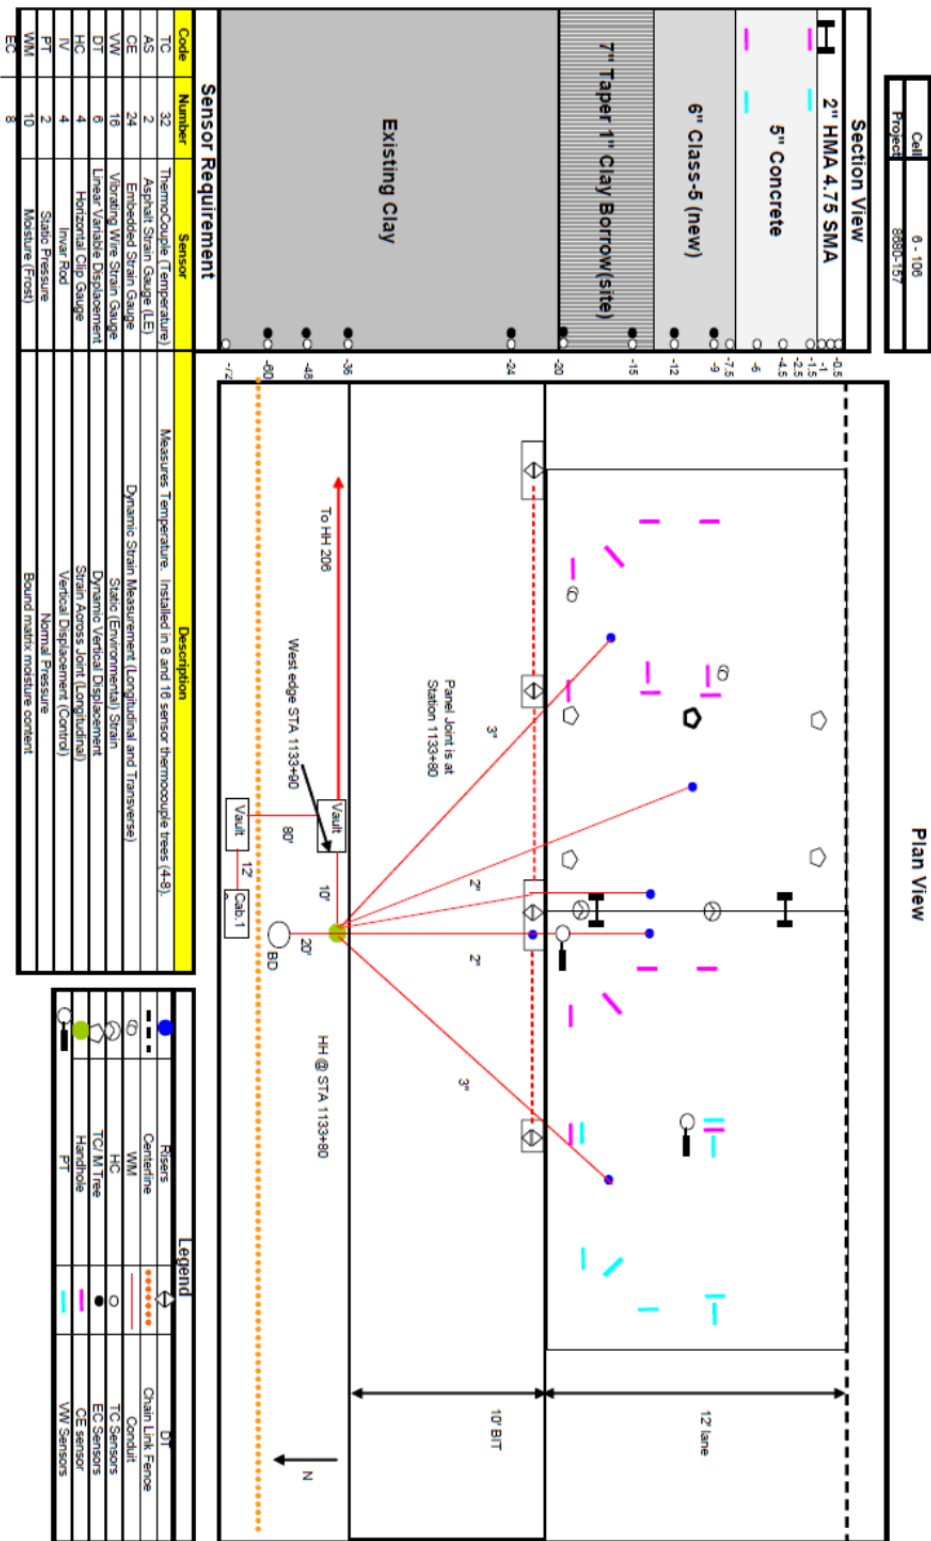 Cell 6 - 106
Project 8680-157
Section View
2" HMA 4.75 SMA
5" Concrete
6" Class-5 (new)
7" Taper 1" Clay Borrow(site)
Existing Clay
-0.5
-1
-1.5
-2.5
-4.5
-6
-7.5
-9
-12
-15
-20
-24
-36
-48
-60
-72
Plan View
12' lane
10' BIT
N
Panel Joint is at
Station 1133+80
3"
2"
2"
3"
To HH 206
West edge STA 1133+90
Vault
10'
HH @ STA 1133+80
80'
20'
BD
Vault
12'
Cab.1
Sensor Requirement
Code Number Sensor Description
TC 32 ThermoCouple (Temperature) Measures Temperature. Installed in 8 and 16 sensor thermocouple trees (4-8).
AS 2 Asphalt Strain Gauge (LE)
CE 24 Embedded Strain Gauge Dynamic Strain Measurement (Longitudinal and Transverse)
VW 16 Vibrating Wire Strain Gauge Static (Environmental) Strain
DT 6 Linear Variable Displacement Dynamic Vertical Displacement
HC 4 Horizontal Clip Gauge Strain Across Joint (Longitudinal)
IV 4 Invar Rod Vertical Displacement (Control)
PT 2 Static Pressure Normal Pressure
WM 10 Moisture (Frost) Bound matrix moisture content
EC 8
Legend
Risers DT
Centerline Chain Link Fence
WM Conduit
HC TC Sensors
TC/ M Tree EC Sensors
Handhole CE sensor
PT VW Sensors